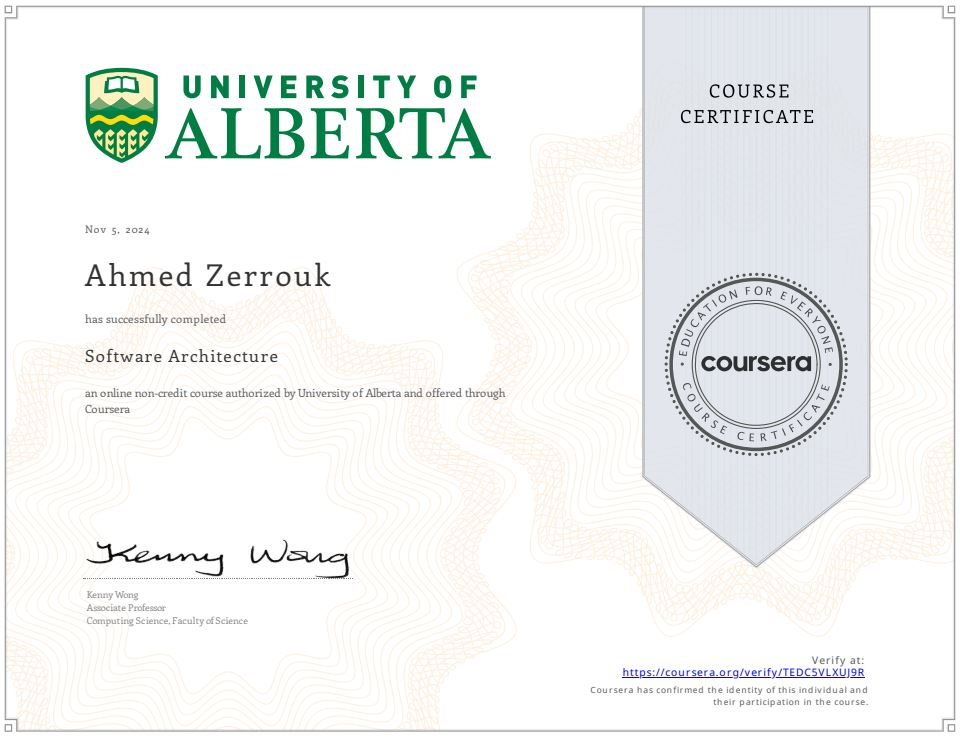 UNIVERSITY OF
ALBERTA
COURSE
CERTIFICATE
Nov 5, 2024
Ahmed Zerrouk
has successfully completed
Software Architecture
an online non-credit course authorized by University of Alberta and offered through
Coursera
EDUCATION FOR EVERYONE
coursera
COURSE CERTIFICATE
Kenny Wong
Kenny Wong
Associate Professor
Computing Science, Faculty of Science
Verify at:
https://coursera.org/verify/TEDC5VLXUJ9R
Coursera has confirmed the identity of this individual and
their participation in the course.